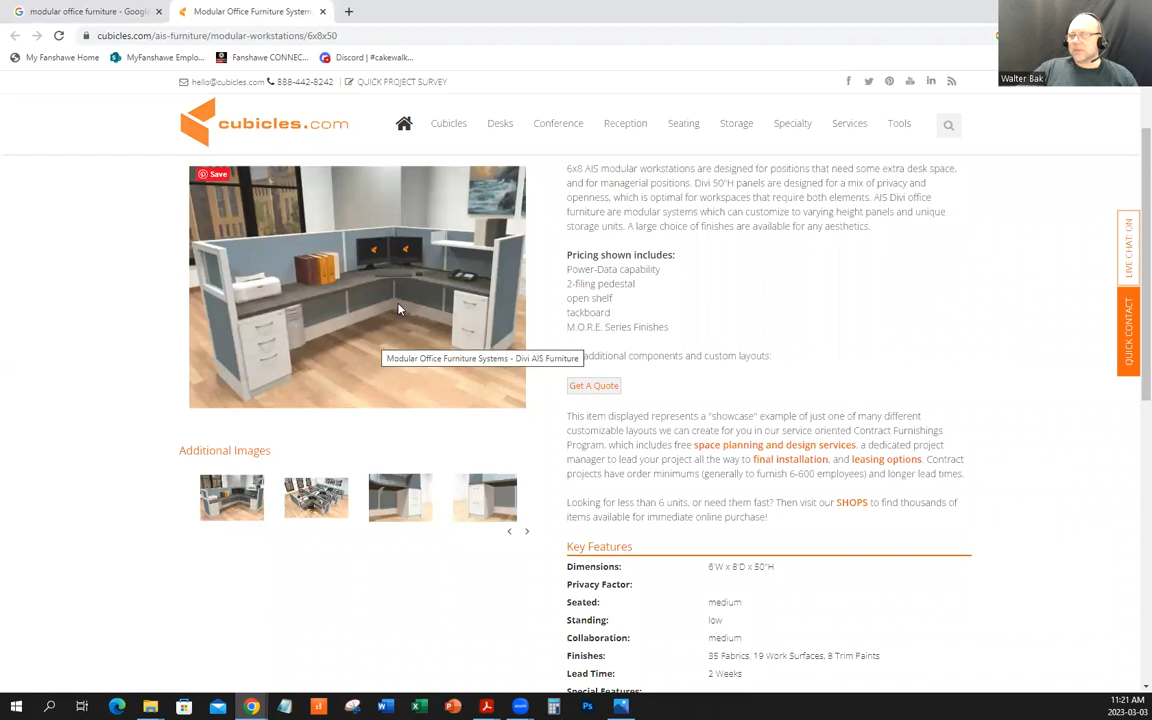 modular office furniture - Googl
Modular Office Furniture System
cubicles.com/ais-furniture/modular-workstations/6x8x50
My Fanshawe Home
MyFanshawe Emplo...
Fanshawe CONNEC...
Discord | #cakewalk...
Walter Bak
hello@cubicles.com 888-442-8242 QUICK PROJECT SURVEY
cubicles.com
Cubicles Desks Conference Reception Seating Storage Specialty Services Tools
Save
6x8 AIS modular workstations are designed for positions that need some extra desk space,
and for managerial positions. Divi 50"H panels are designed for a mix of privacy and
openness, which is optimal for workspaces that require both elements. AIS Divi office
furniture are modular systems which can customize to varying height panels and unique
storage units. A large choice of finishes are available for any aesthetics.
Pricing shown includes:
Power-Data capability
2-filing pedestal
open shelf
tackboard
M.O.R.E. Series Finishes
additional components and custom layouts:
Modular Office Furniture Systems - Divi AIS Furniture
Get A Quote
This item displayed represents a "showcase" example of just one of many different
customizable layouts we can create for you in our service oriented Contract Furnishings
Program, which includes free space planning and design services, a dedicated project
manager to lead your project all the way to final installation, and leasing options. Contract
projects have order minimums (generally to furnish 6-600 employees) and longer lead times.
Looking for less than 6 units, or need them fast? Then visit our SHOPS to find thousands of
items available for immediate online purchase!
Additional Images
Key Features
Dimensions: 6'W x 8'D x 50"H
Privacy Factor:
Seated: medium
Standing: low
Collaboration: medium
Finishes: 35 Fabrics, 19 Work Surfaces, 8 Trim Paints
Lead Time: 2 Weeks
Special Features:
LIVE CHAT: ON
QUICK CONTACT
11:21 AM
2023-03-03